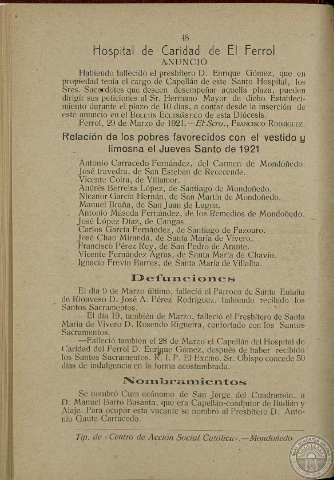 48
Hospital de Caridad de El Ferrol
ANUNCIO
Habiendo fallecido el presbítero D. Enrique Gómez, que en
propiedad tenía el cargo de Capellán de este Santo Hospital, los
Sres. Sacerdotes que deseen desempeñar aquella plaza, pueden
dirigir sus peticiones al Sr. Hermano Mayor de dicho Estableci-
miento durante el plazo de 10 días, a contar desde la inserción de
este anuncio en el Boletín Eclesiástico de esta Diócesis.
Ferrol, 29 de Marzo de 1921.—El Srio., Francisco Rodríguez.
Relación de los pobres favorecidos con el vestido y
limosna el Jueves Santo de 1921
Antonio Carracedo Fernández, del Carmen de Mondoñedo.
José Travedra, de San Esteban de
Vicente Coira, de Villamor.
Andrés Berreira López, de Santiago de Mondoñedo.
Nicanor García Hernán, de San Martín de Mondoñedo.
Manuel Braña, de San Juan de Lagos.
Antonio Maseda Fernández, de los Remedios de Mondoñedo.
José López Díaz, de Cangas.
Carlos García Fernández, de Santiago de Fazouro.
José Chao Miranda, de Santa María de Vivero.
Francisco Pérez Rey, de San Pedro de
Vicente Fernández Agras, de Santa María de Chavín.
Ignacio Barres, de Santa María de Villalba.
Defunciones
El día 9 de Marzo último, falleció el Párroco de Santa Eulalia
de D. José A. Pérez Rodríguez, habiendo recibido los
Santos Sacramentos.
El día 19, también de Marzo, falleció el Presbítero de Santa
María de Vivero D. Rosendo Riguera, confortado con los Santos
Sacramentos.
—Falleció también el 28 de Marzo el Capellán del Hospital de
Caridad del Ferrol D. Enrique Gómez, después de haber recibido
los Santos Sacramentos. R. I. P. El Excmo. Sr. Obispo concede 50
días de indulgencia en la forma acostumbrada.
Nombramientos
Se nombró Cura ecónomo de San Jorge del Cuadramón, a
D. Manuel Barro Basanta, que era Capellán-coadjutor de Budián y
Alaje. Para ocupar esta vacante se nombró al Presbítero D. Anto-
nio Gaute Carracedo.
Tip. de «Centro de Acción Social Católica».—Mondoñedo.